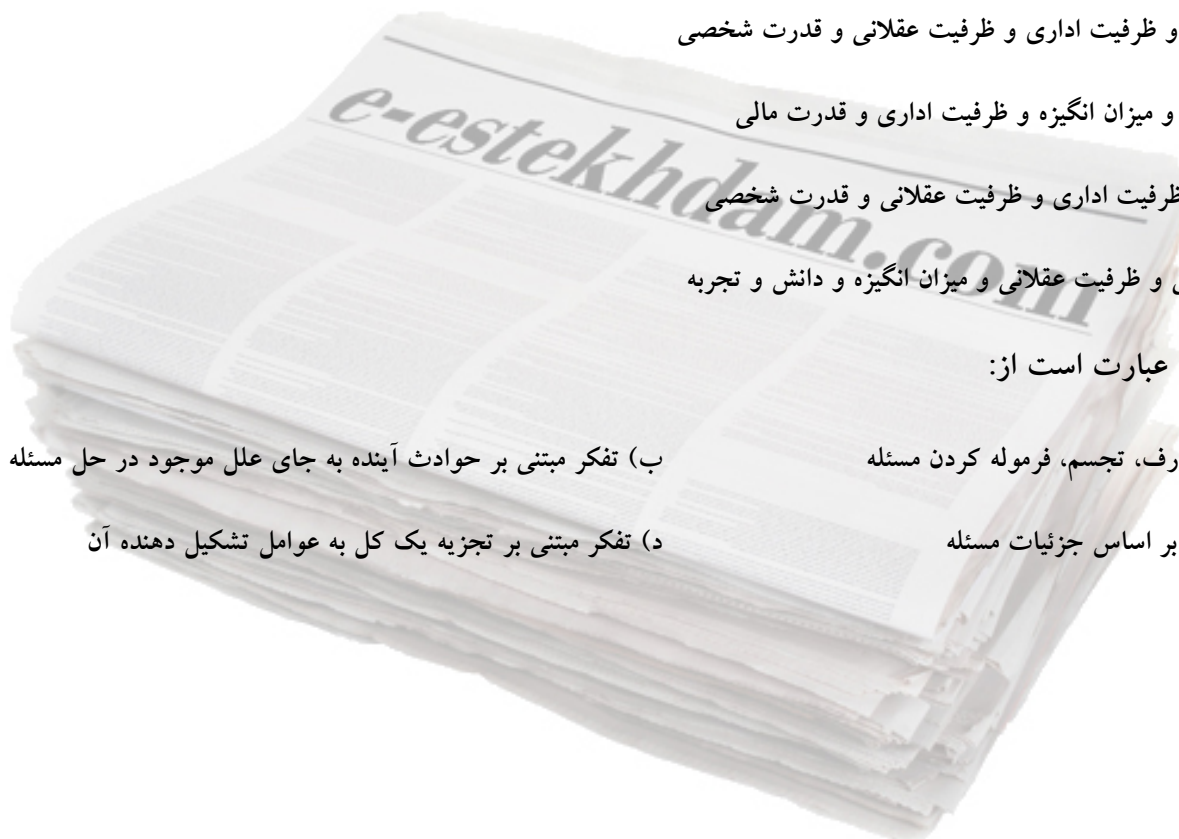 و ظرفیت اداری و ظرفیت عقلانی و قدرت شخصی
و میزان انگیزه و ظرفیت اداری و قدرت مالی
e-estekhdam.com
ظرفیت اداری و ظرفیت عقلانی و قدرت شخصی
و ظرفیت عقلانی و میزان انگیزه و دانش و تجربه
عبارت است از:
تجسم، فرموله کردن مسئله ب) تفکر مبتنی بر حوادث آینده به جای علل موجود در حل مسئله
بر اساس جزئیات مسئله د) تفکر مبتنی بر تجزیه یک کل به عوامل تشکیل دهنده آن